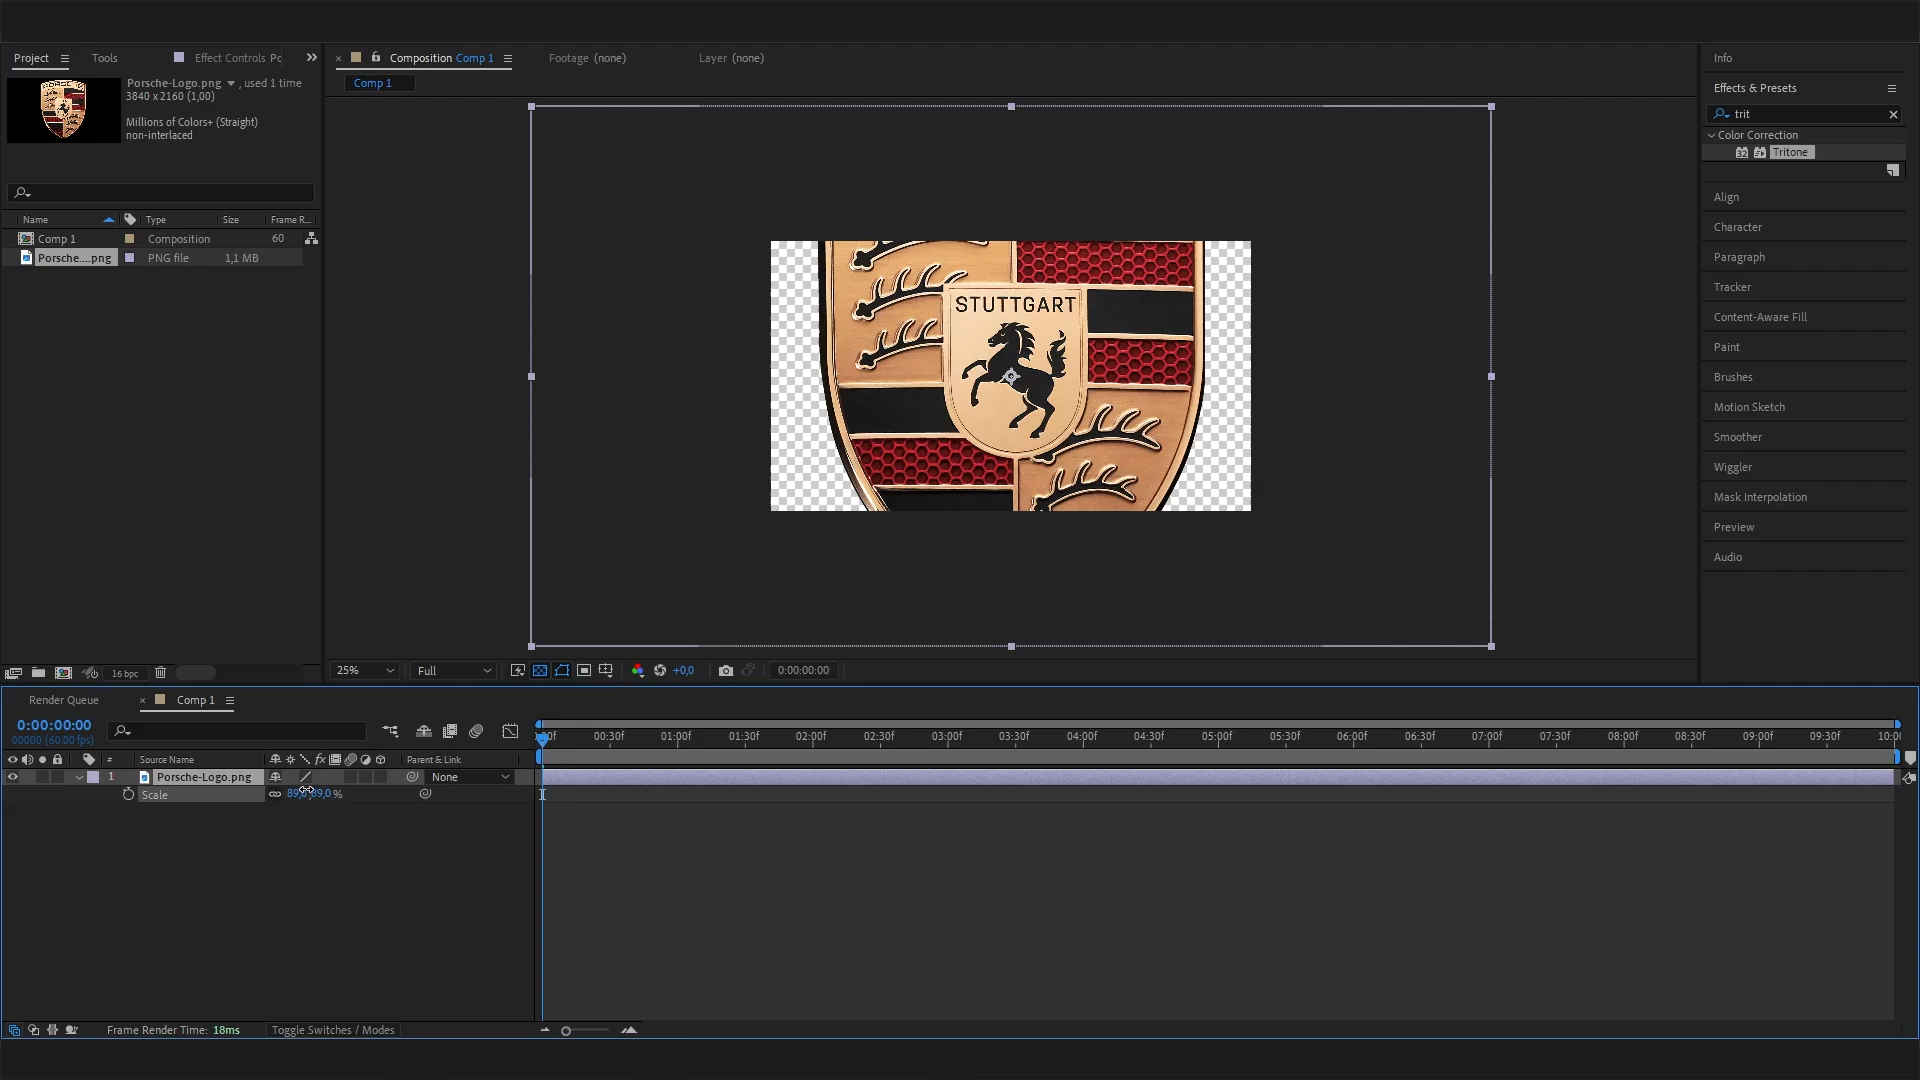 Project
Tools
Effect Controls Pc
Composition Comp 1
Footage (none)
Layer (none)
Info
Porsche-Logo.png , used 1 time
3840 x 2160 (1,00)
Millions of Colors+ (Straight)
non-interlaced
Comp 1
Effects & Presets
trit
Color Correction
32
Tritone
Name
Type
Size
Frame R...
Comp 1
Composition
60
Porsche....png
PNG file
1,1 MB
STUTTGART
Align
Character
Paragraph
Tracker
Content-Aware Fill
Paint
Brushes
Motion Sketch
Smoother
Wiggler
Mask Interpolation
Preview
Audio
16 bpc
25%
Full
+0,0
0:00:00:00
Render Queue
Comp 1
0:00:00:00
00000 (60.00 fps)
:00f 00:30f 01:00f 01:30f 02:00f 02:30f 03:00f 03:30f 04:00f 04:30f 05:00f 05:30f 06:00f 06:30f 07:00f 07:30f 08:00f 08:30f 09:00f 09:30f 10:00
#
Source Name
fx
Parent & Link
1
Porsche-Logo.png
None
Scale
89,0 %
Frame Render Time: 18ms
Toggle Switches / Modes